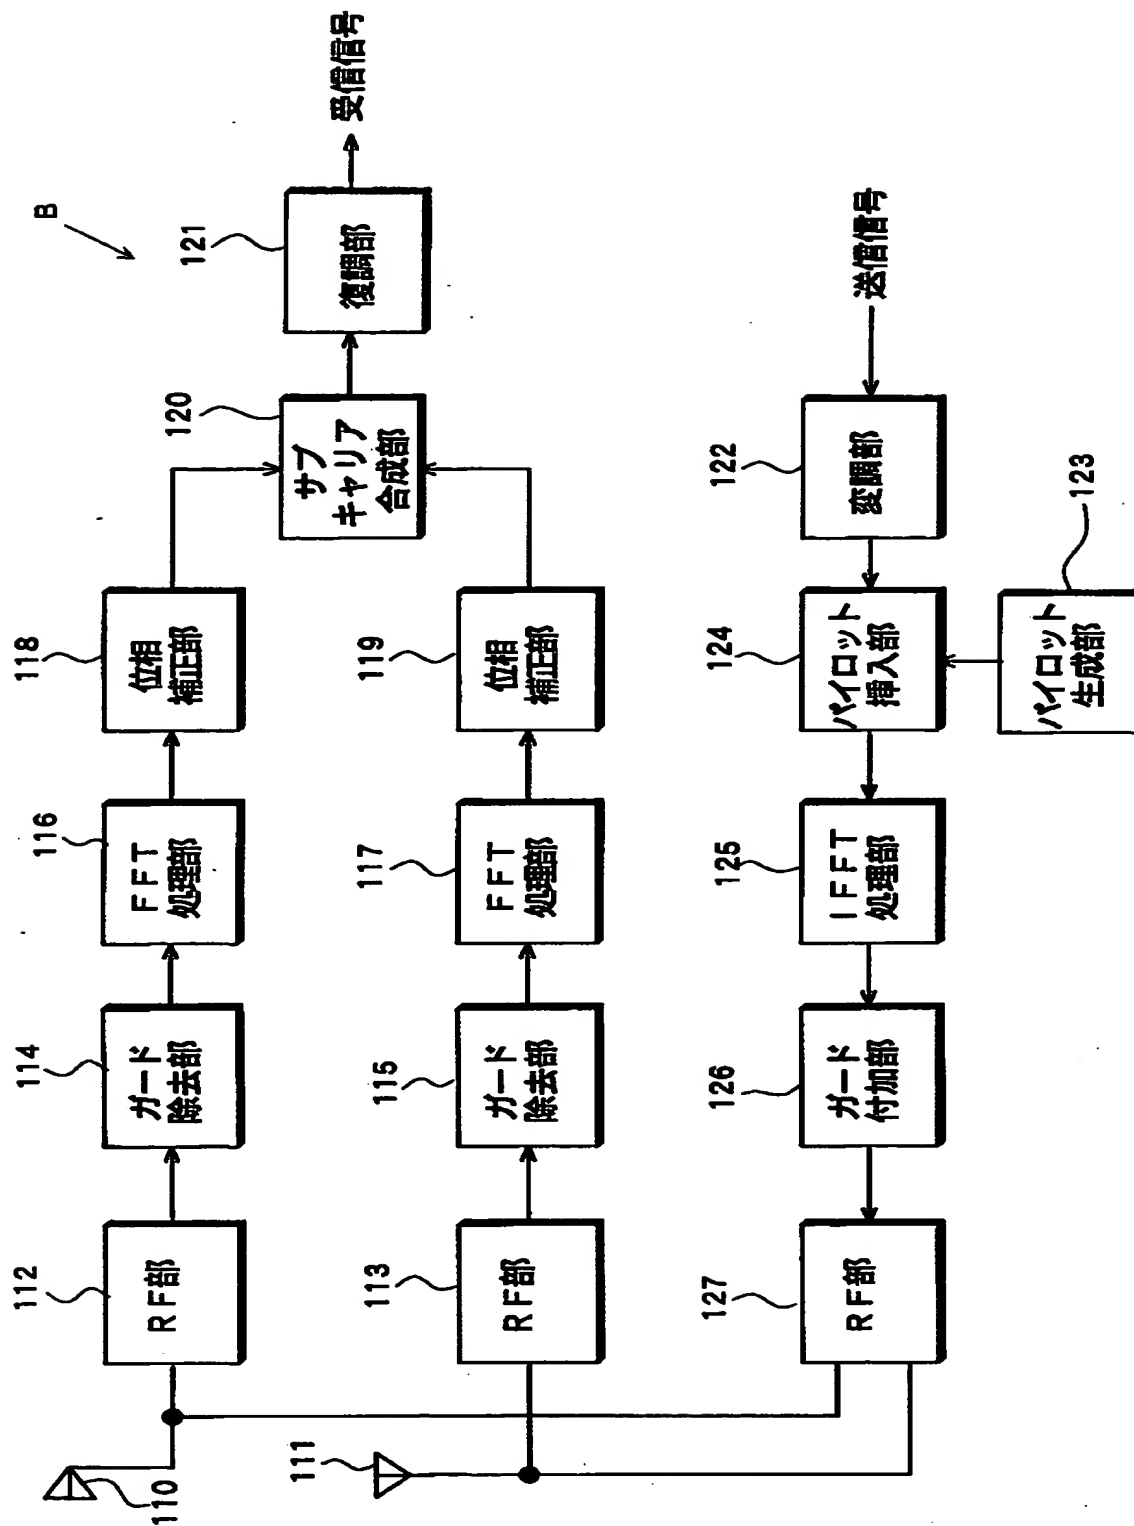 B
110
112
RF部
114
ガード
除去部
116
FFT
処理部
118
位相
補正部
120
サブ
キャリア
合成部
121
復調部
受信信号
111
113
RF部
115
ガード
除去部
117
FFT
処理部
119
位相
補正部
127
RF部
126
ガード
付加部
125
IFFT
処理部
124
パイロット
挿入部
122
変調部
送信信号
123
パイロット
生成部